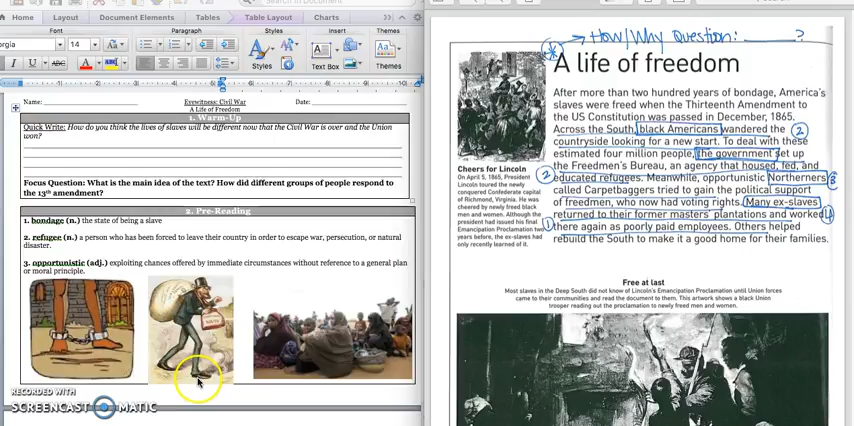 Search in Document
Home Layout Document Elements Tables Table Layout Charts
Font Paragraph Styles Insert Themes
14
Styles
Text Box
Themes
Name:
Eyewitness: Civil War
Date:
A Life of Freedom
1. Warm-Up
Quick Write: How do you think the lives of slaves will be different now that the Civil War is over and the Union
won?
Focus Question: What is the main idea of the text? How did different groups of people respond to
the 13th amendment?
2. Pre-Reading
1. bondage (n.) the state of being a slave
2. refugee (n.) a person who has been forced to leave their country in order to escape war, persecution, or natural
disaster.
3. opportunistic (adj.) exploiting chances offered by immediate circumstances without reference to a general plan
or moral principle.
RECORDED WITH
SCREENCAST MATIC
* → How/Why Question: ______?
A life of freedom
After more than two hundred years of bondage, America's
slaves were freed when the Thirteenth Amendment to
the US Constitution was passed in December, 1865.
Across the South, black Americans wandered the
countryside looking for a new start. To deal with these
estimated four million people, the government set up
the Freedmen's Bureau, an agency that housed, fed, and
educated refugees. Meanwhile, opportunistic Northerners
called Carpetbaggers tried to gain the political support
of freedmen, who now had voting rights. Many ex-slaves
returned to their former masters' plantations and worked
there again as poorly paid employees. Others helped
rebuild the South to make it a good home for their families.
2
2
3
4
1
Cheers for Lincoln
On April 5, 1865, President
Lincoln toured the newly
conquered Confederate capital
of Richmond, Virginia. He was
cheered by newly freed black
men and women. Although the
president had issued his final
Emancipation Proclamation two
years before, the ex-slaves had
only recently learned of it.
Free at last
Most slaves in the Deep South did not know of Lincoln's Emancipation Proclamation until Union forces
came to their communities and read the document to them. This artwork shows a black Union
trooper reading out the proclamation to newly freed men and women.